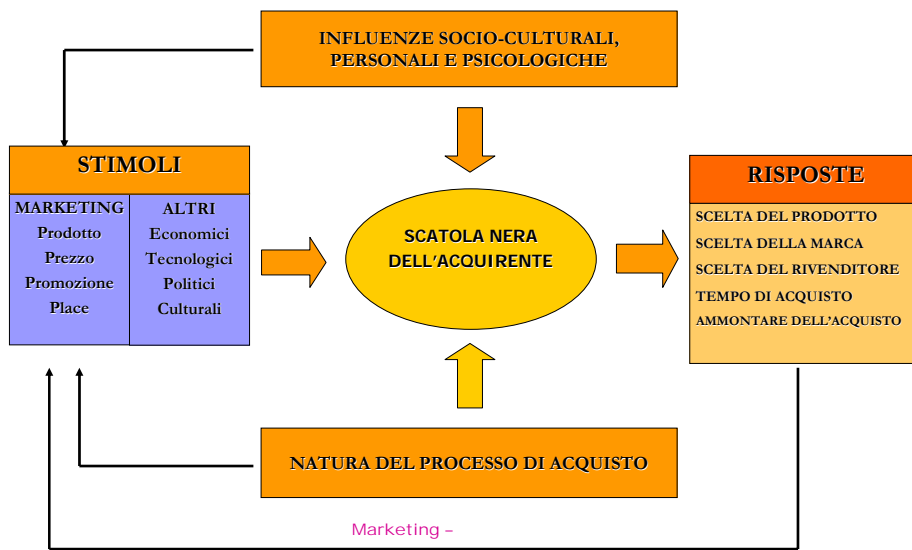 INFLUENZE SOCIO-CULTURALI,
PERSONALI E PSICOLOGICHE
STIMOLI
MARKETING
Prodotto
Prezzo
Promozione
Place
ALTRI
Economici
Tecnologici
Politici
Culturali
SCATOLA NERA
DELL'ACQUIRENTE
RISPOSTE
SCELTA DEL PRODOTTO
SCELTA DELLA MARCA
SCELTA DEL RIVENDITORE
TEMPO DI ACQUISTO
AMMONTARE DELL'ACQUISTO
NATURA DEL PROCESSO DI ACQUISTO
Marketing –